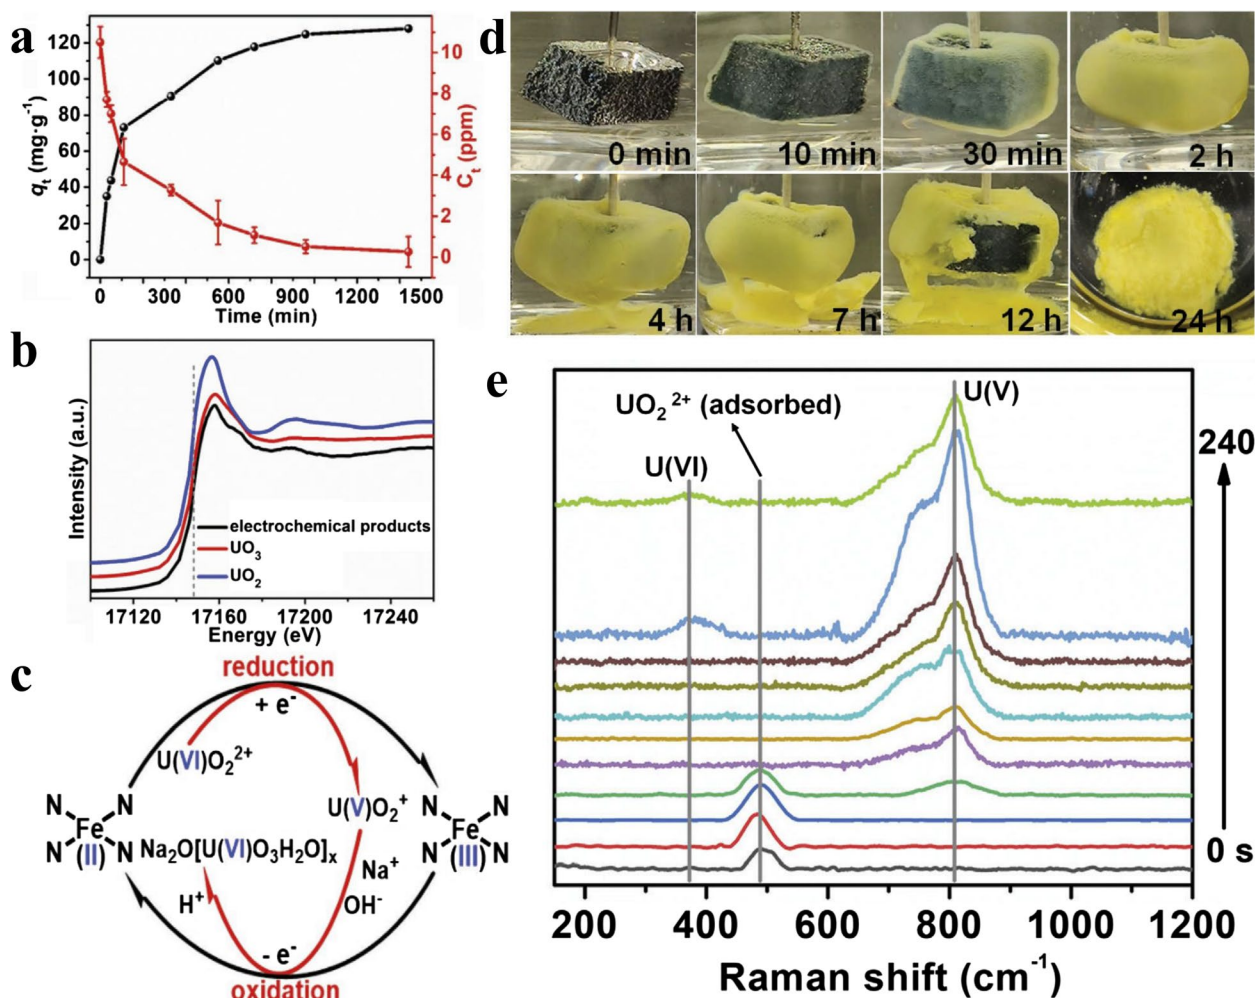 a
q_t (mg·g⁻¹)
120
100
80
60
40
20
0
10
8
6
4
2
0
C_t (ppm)
0 300 600 900 1200 1500
Time (min)
b
Intensity (a.u.)
electrochemical products
UO₃
UO₂
17120 17160 17200 17240
Energy (eV)
c
reduction
+ e⁻
U(VI)O₂²⁺
U(V)O₂⁺
N N
Fe
(II)
N N
N N
Fe
(III)
N N
Na₂O[U(VI)O₃H₂O]ₓ
Na⁺
H⁺
OH⁻
- e⁻
oxidation
d
0 min
10 min
30 min
2 h
4 h
7 h
12 h
24 h
e
UO₂ ²⁺ (adsorbed)
U(V)
U(VI)
240
0 s
200 400 600 800 1000 1200
Raman shift (cm⁻¹)